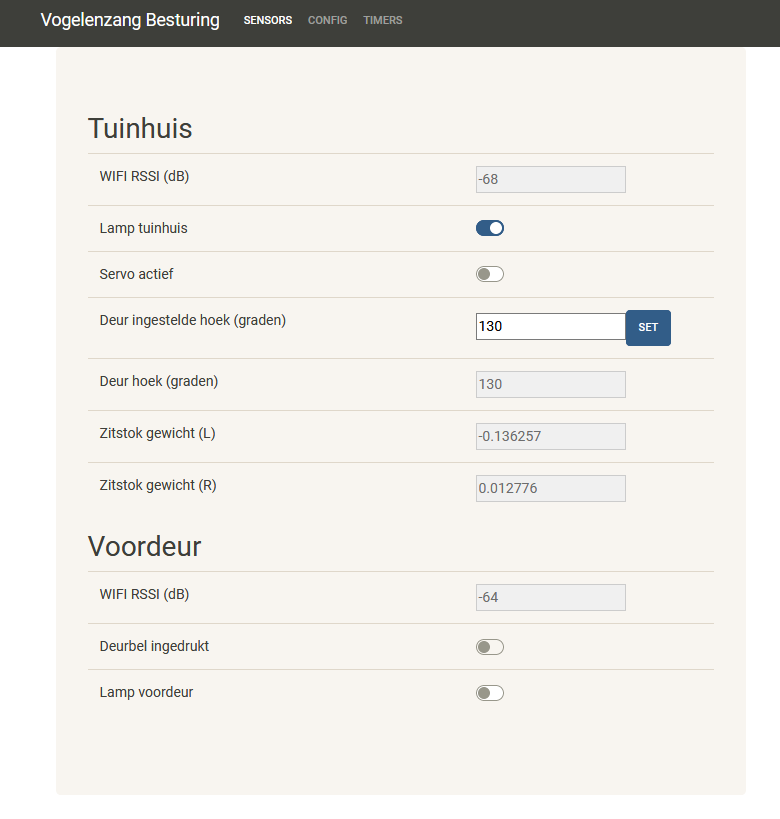 Vogelenzang Besturing SENSORS CONFIG TIMERS
Tuinhuis
WIFI RSSI (dB) -68
Lamp tuinhuis
Servo actief
Deur ingestelde hoek (graden) 130 SET
Deur hoek (graden) 130
Zitstok gewicht (L) -0.136257
Zitstok gewicht (R) 0.012776
Voordeur
WIFI RSSI (dB) -64
Deurbel ingedrukt
Lamp voordeur